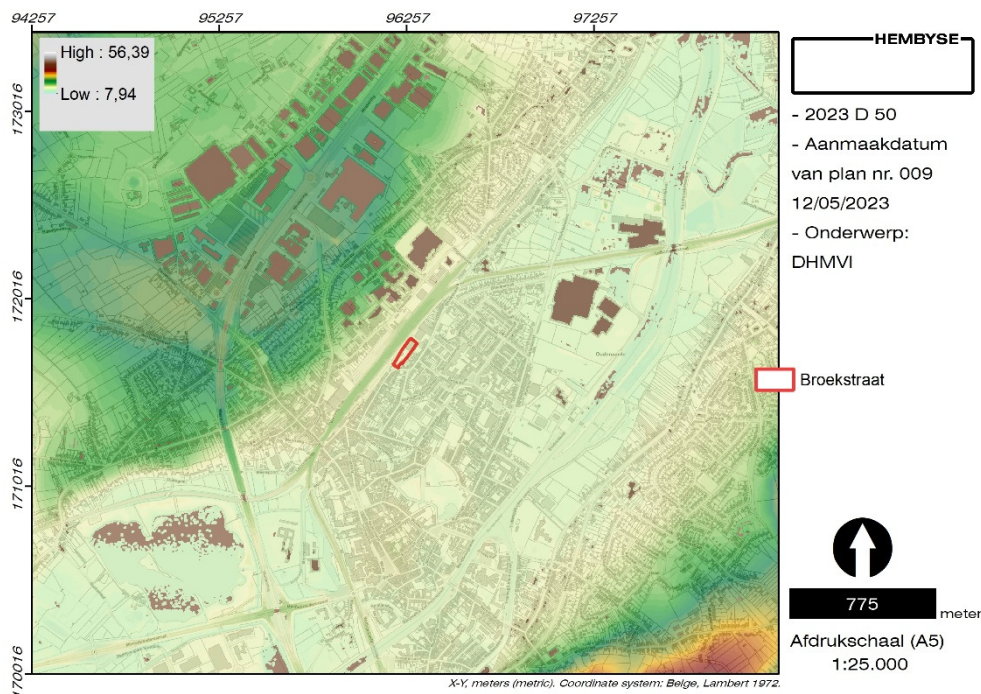 94257
95257
96257
97257
High : 56,39
Low : 7,94
173016
172016
171016
170016
Oudenaarde
X-Y, meters (metric). Coordinate system: Belge, Lambert 1972.
HEMBYSE
- 2023 D 50
- Aanmaakdatum
van plan nr. 009
12/05/2023
- Onderwerp:
DHMVI
Broekstraat
775
meter
Afdrukschaal (A5)
1:25.000